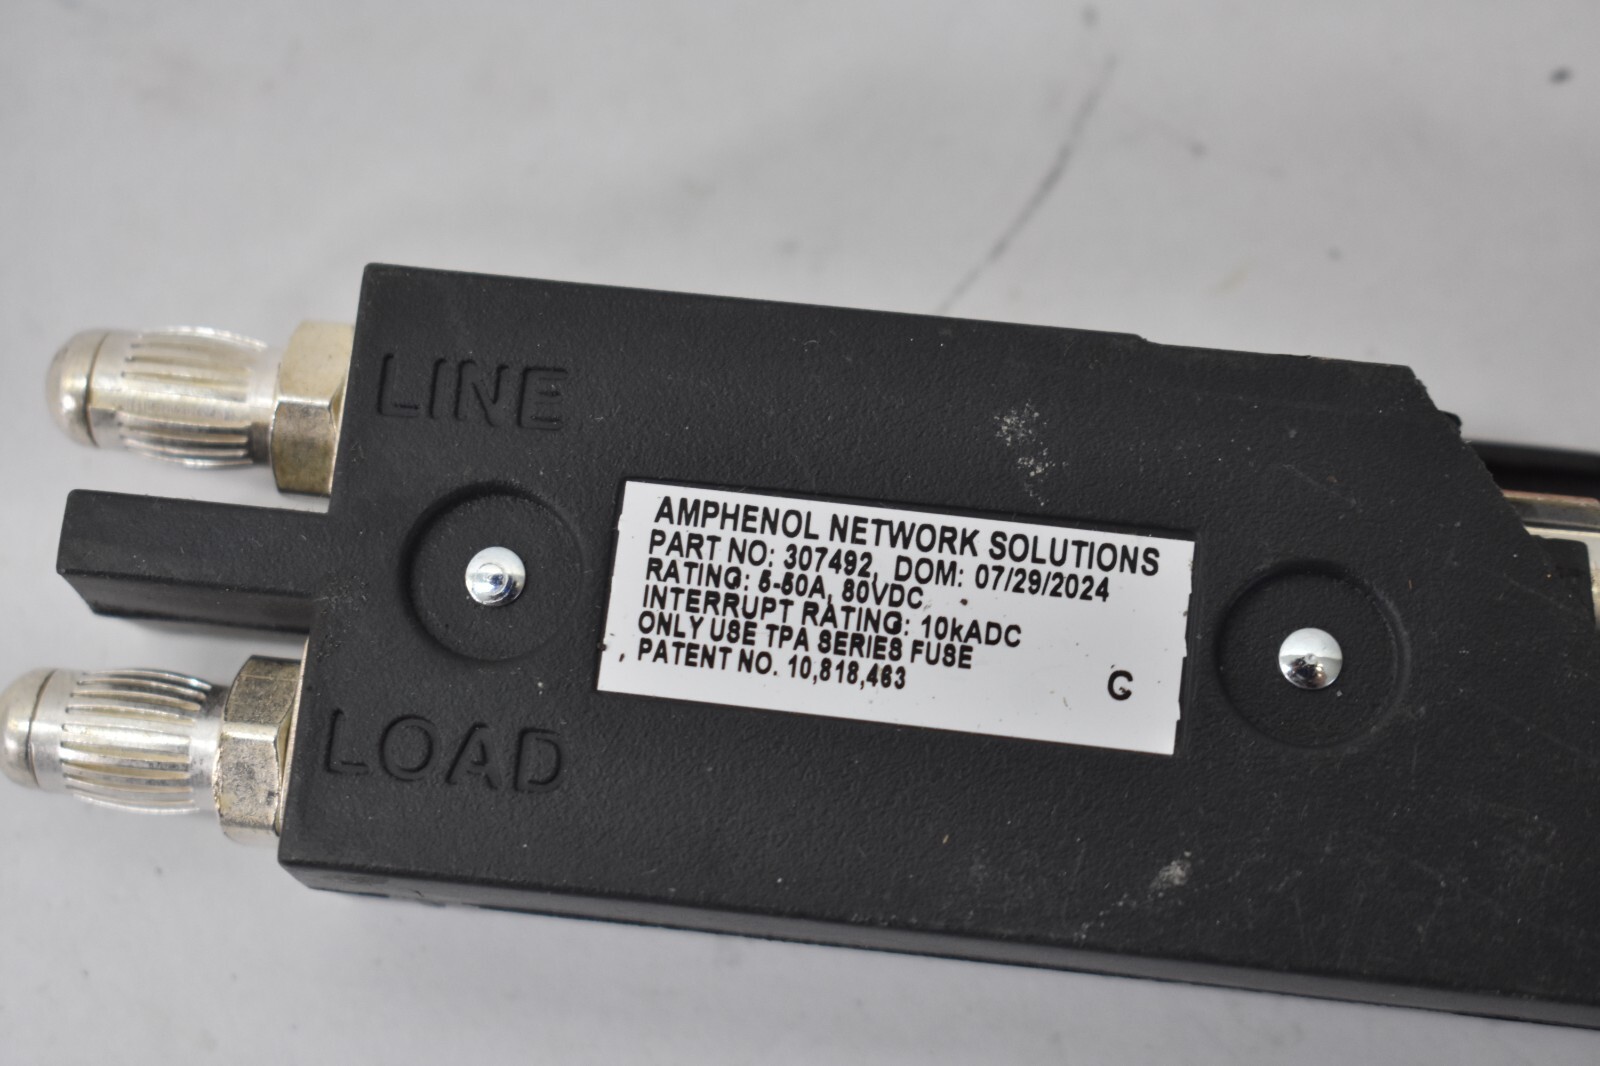 LINE
AMPHENOL NETWORK SOLUTIONS
PART NO: 307492, DOM: 07/29/2024
RATING: 5-50A, 80VDC
INTERRUPT RATING: 10kADC
ONLY USE TPA SERIES FUSE
PATENT NO. 10,818,463
C
LOAD